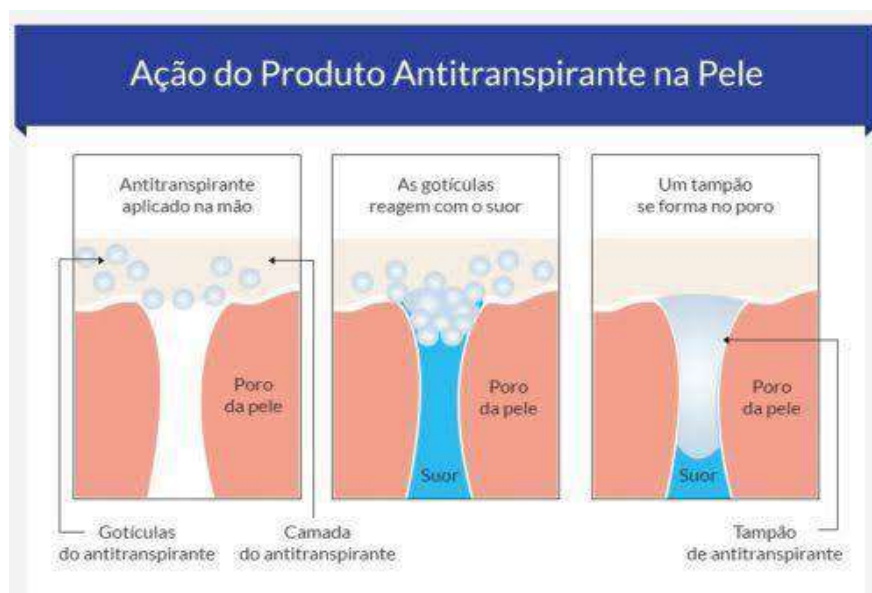 Ação do Produto Antitranspirante na Pele
Antitranspirante
aplicado na mão
As gotículas
reagem com o suor
Um tampão
se forma no poro
Poro
da pele
Poro
da pele
Suor
Poro
da pele
Suor
Gotículas
do antitranspirante
Camada
do antitranspirante
Tampão
de antitranspirante